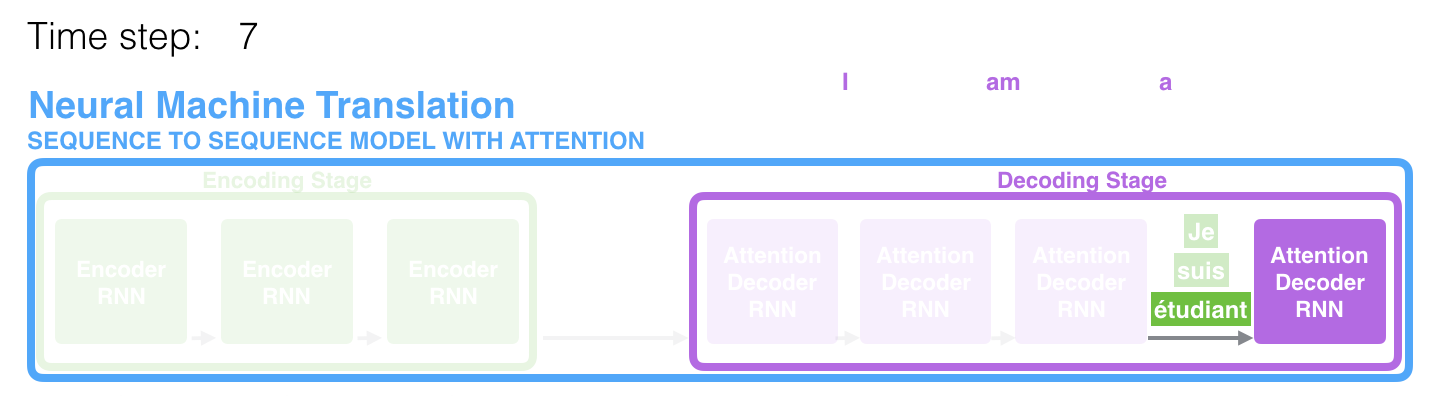 Time step: 7
I am a
Neural Machine Translation
SEQUENCE TO SEQUENCE MODEL WITH ATTENTION
Encoding Stage
Encoder
RNN
Encoder
RNN
Encoder
RNN
Decoding Stage
Attention
Decoder
RNN
Attention
Decoder
RNN
Attention
Decoder
RNN
Je
suis
étudiant
Attention
Decoder
RNN